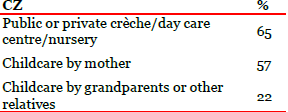 CZ %
Public or private crèche/day care
centre/nursery 65
Childcare by mother 57
Childcare by grandparents or other
relatives 22